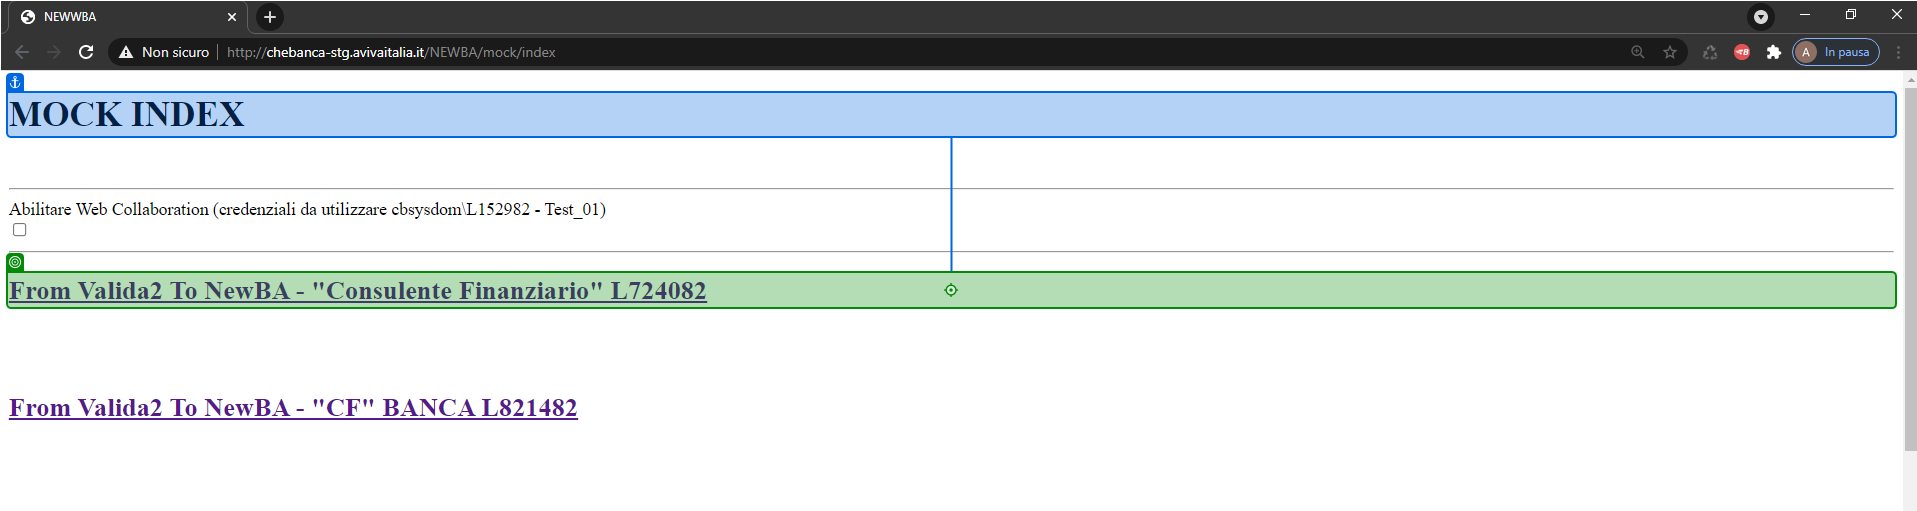 NEWWBA
Non sicuro http://chebanca-stg.avivaitalia.it/NEWBA/mock/index
A In pausa
MOCK INDEX
Abilitare Web Collaboration (credenziali da utilizzare cbsysdom\L152982 - Test_01)
From Valida2 To NewBA - "Consulente Finanziario" L724082
From Valida2 To NewBA - "CF" BANCA L821482